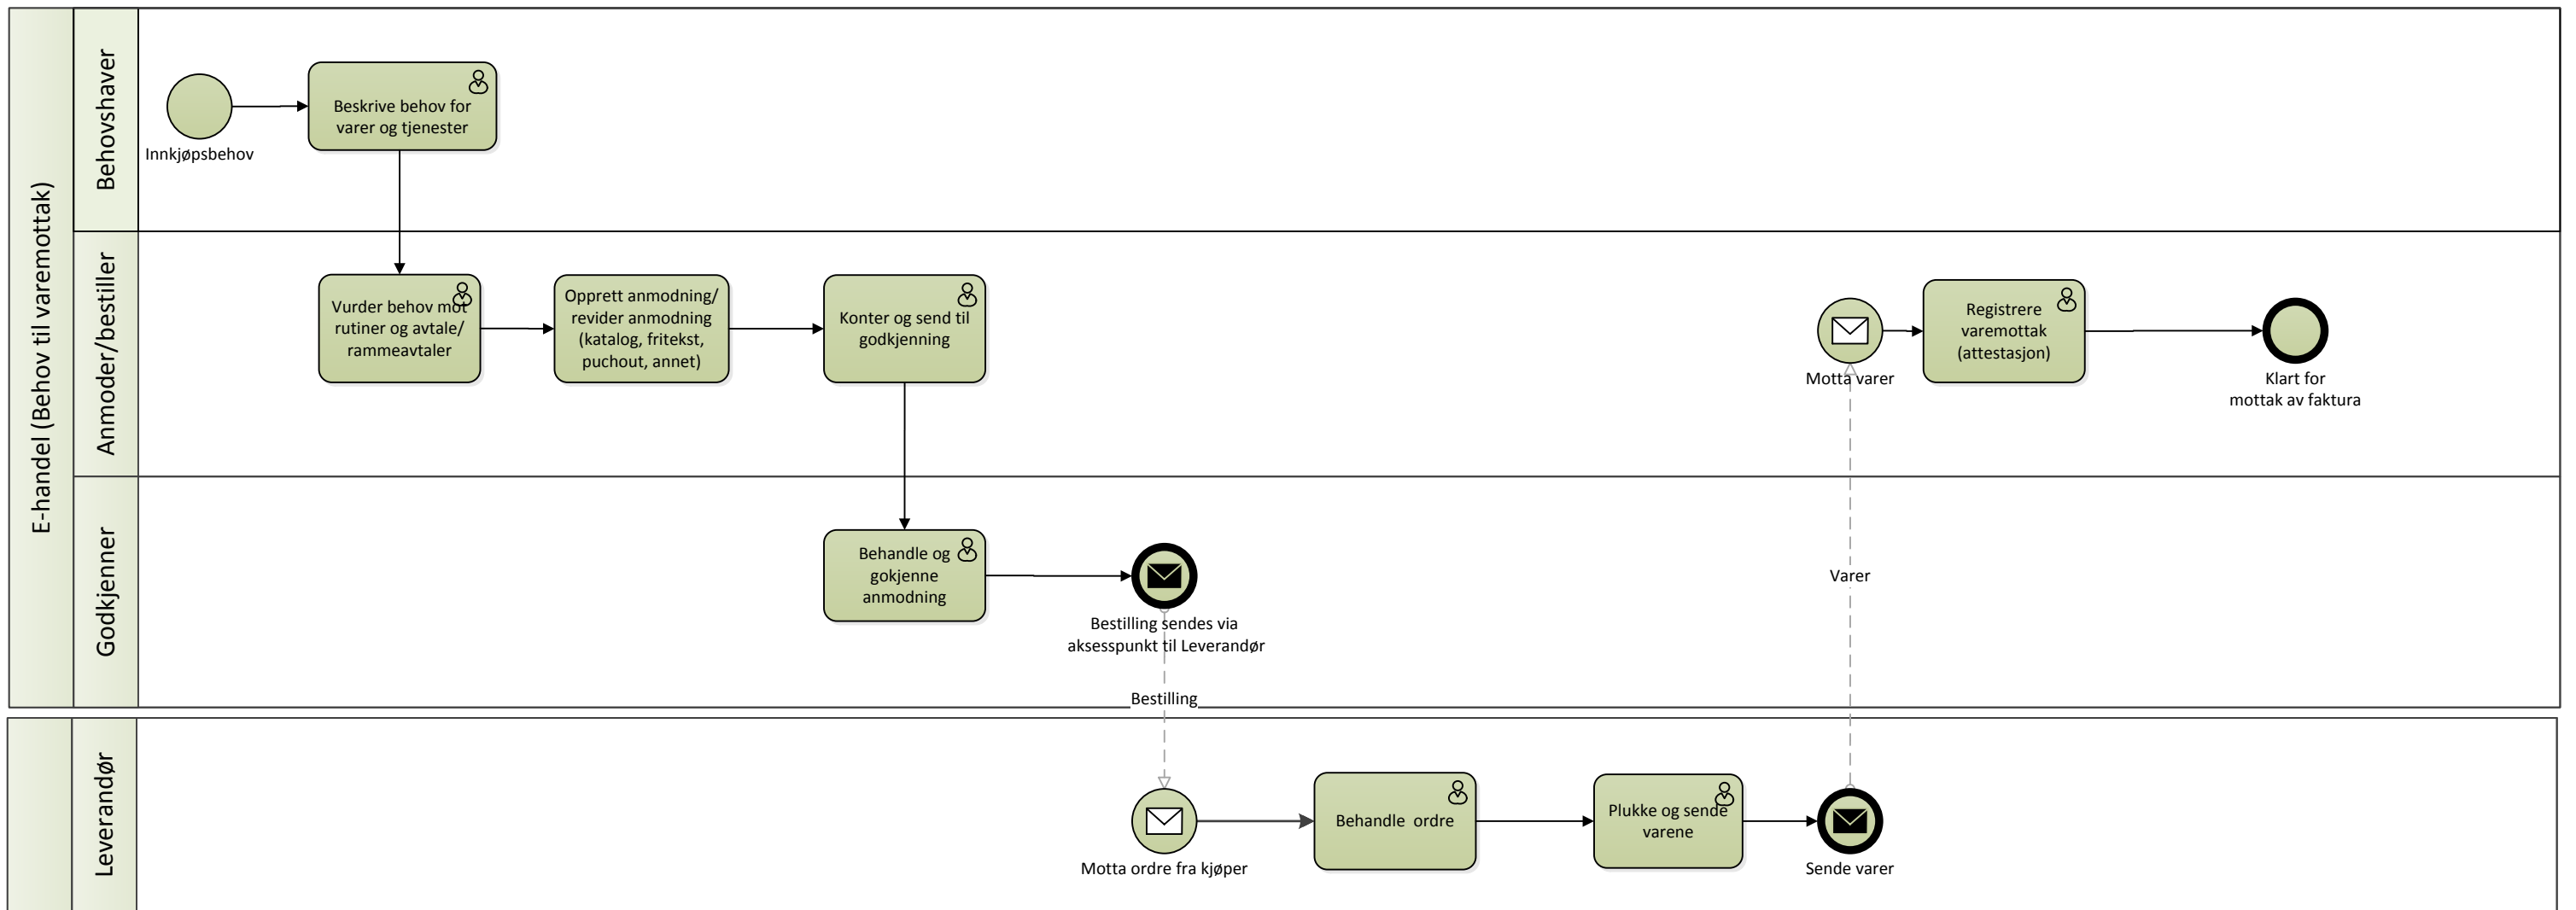 E-handel (Behov til varemottak)
Behovshaver
Innkjøpsbehov
Beskrive behov for
varer og tjenester
Anmoder/bestiller
Vurder behov mot
rutiner og avtale/
rammeavtaler
Opprett anmodning/
revider anmodning
(katalog, fritekst,
puchout, annet)
Konter og send til
godkjenning
Motta varer
Registrere
varemottak
(attestasjon)
Klart for
mottak av faktura
Godkjenner
Behandle og
gokjenne
anmodning
Bestilling sendes via
aksesspunkt til Leverandør
Varer
Bestilling
Leverandør
Motta ordre fra kjøper
Behandle  ordre
Plukke og sende
varene
Sende varer